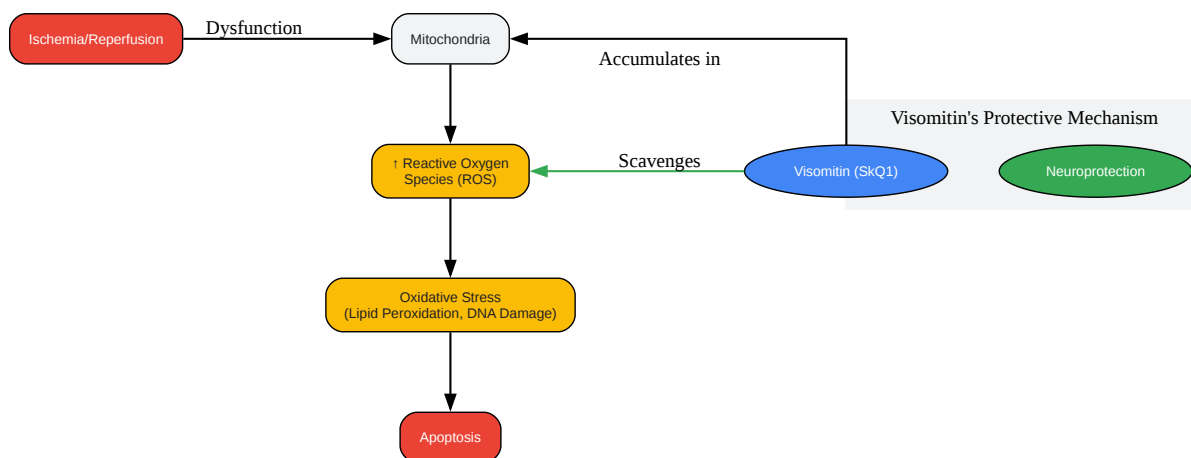 Ischemia/Reperfusion
Dysfunction
Mitochondria
Accumulates in
Visomitin's Protective Mechanism
↑ Reactive Oxygen
Species (ROS)
Scavenges
Visomitin (SkQ1)
Neuroprotection
Oxidative Stress
(Lipid Peroxidation, DNA Damage)
Apoptosis